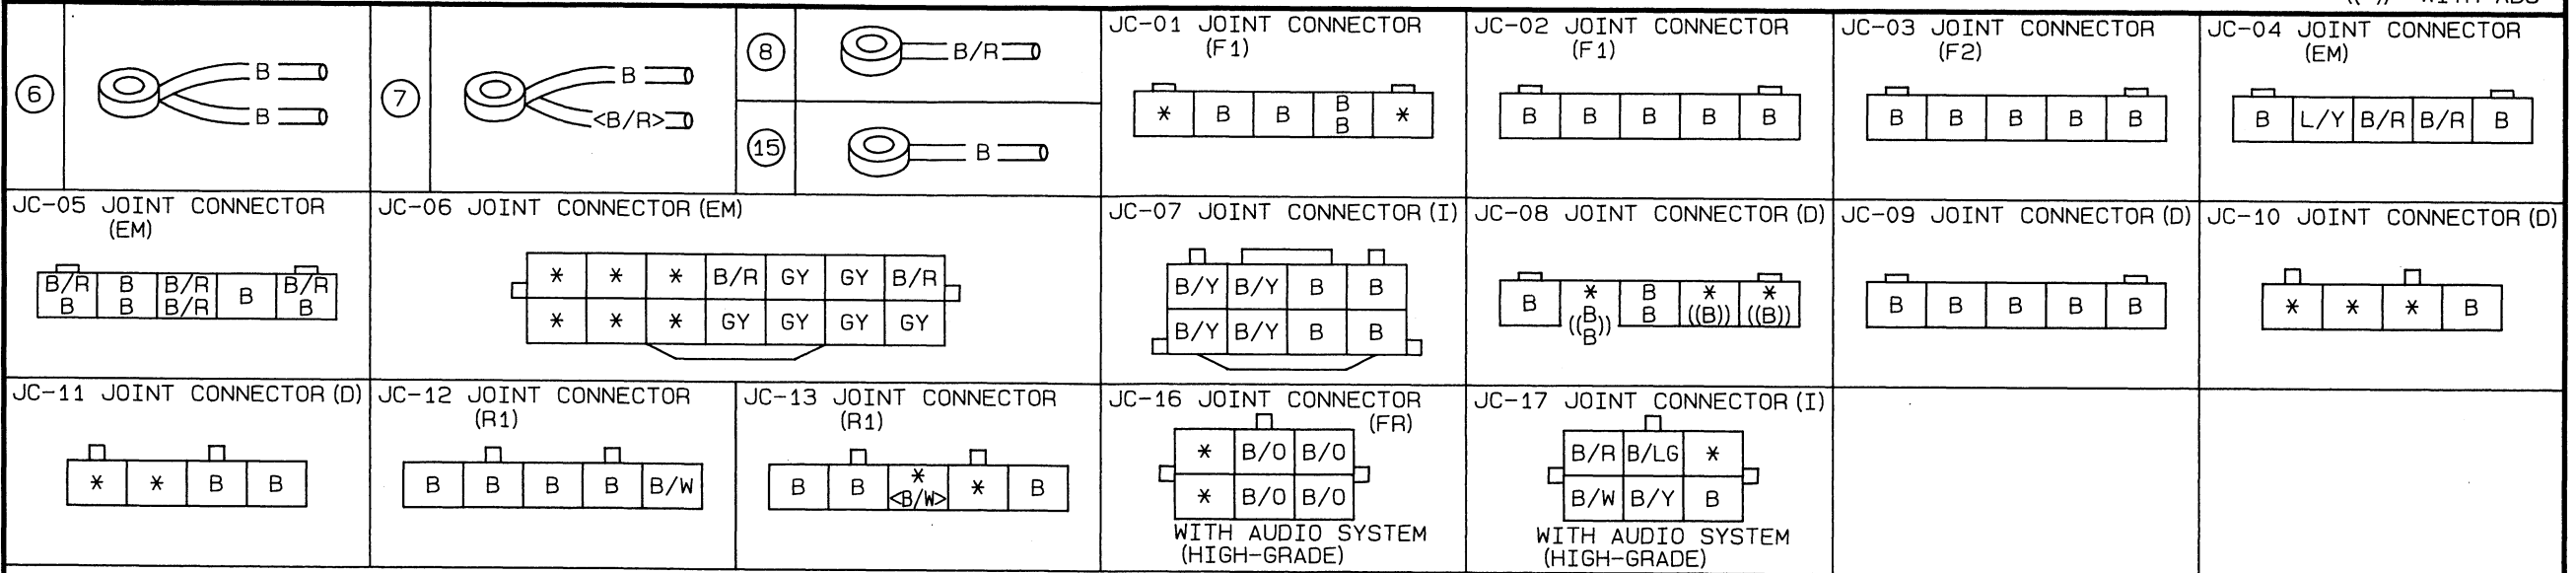 ((*)) WITH ABS
6
B
B
7
B
<B/R>
8
B/R
15
B
JC-01 JOINT CONNECTOR
(F1)
* B B B *
B
JC-02 JOINT CONNECTOR
(F1)
B B B B B
JC-03 JOINT CONNECTOR
(F2)
B B B B B
JC-04 JOINT CONNECTOR
(EM)
B L/Y B/R B/R B
JC-05 JOINT CONNECTOR
(EM)
B/R B B/R B B/R
B B B/R B
JC-06 JOINT CONNECTOR (EM)
* * * B/R GY GY B/R
* * * GY GY GY GY
JC-07 JOINT CONNECTOR (I)
B/Y B/Y B B
B/Y B/Y B B
JC-08 JOINT CONNECTOR (D)
B * B * *
((B)) B ((B)) ((B))
B
JC-09 JOINT CONNECTOR (D)
B B B B B
JC-10 JOINT CONNECTOR (D)
* * * B
JC-11 JOINT CONNECTOR (D)
* * B B
JC-12 JOINT CONNECTOR
(R1)
B B B B B/W
JC-13 JOINT CONNECTOR
(R1)
B B * * B
<B/W>
JC-16 JOINT CONNECTOR
(FR)
* B/O B/O
* B/O B/O
WITH AUDIO SYSTEM
(HIGH-GRADE)
JC-17 JOINT CONNECTOR (I)
B/R B/LG *
B/W B/Y B
WITH AUDIO SYSTEM
(HIGH-GRADE)